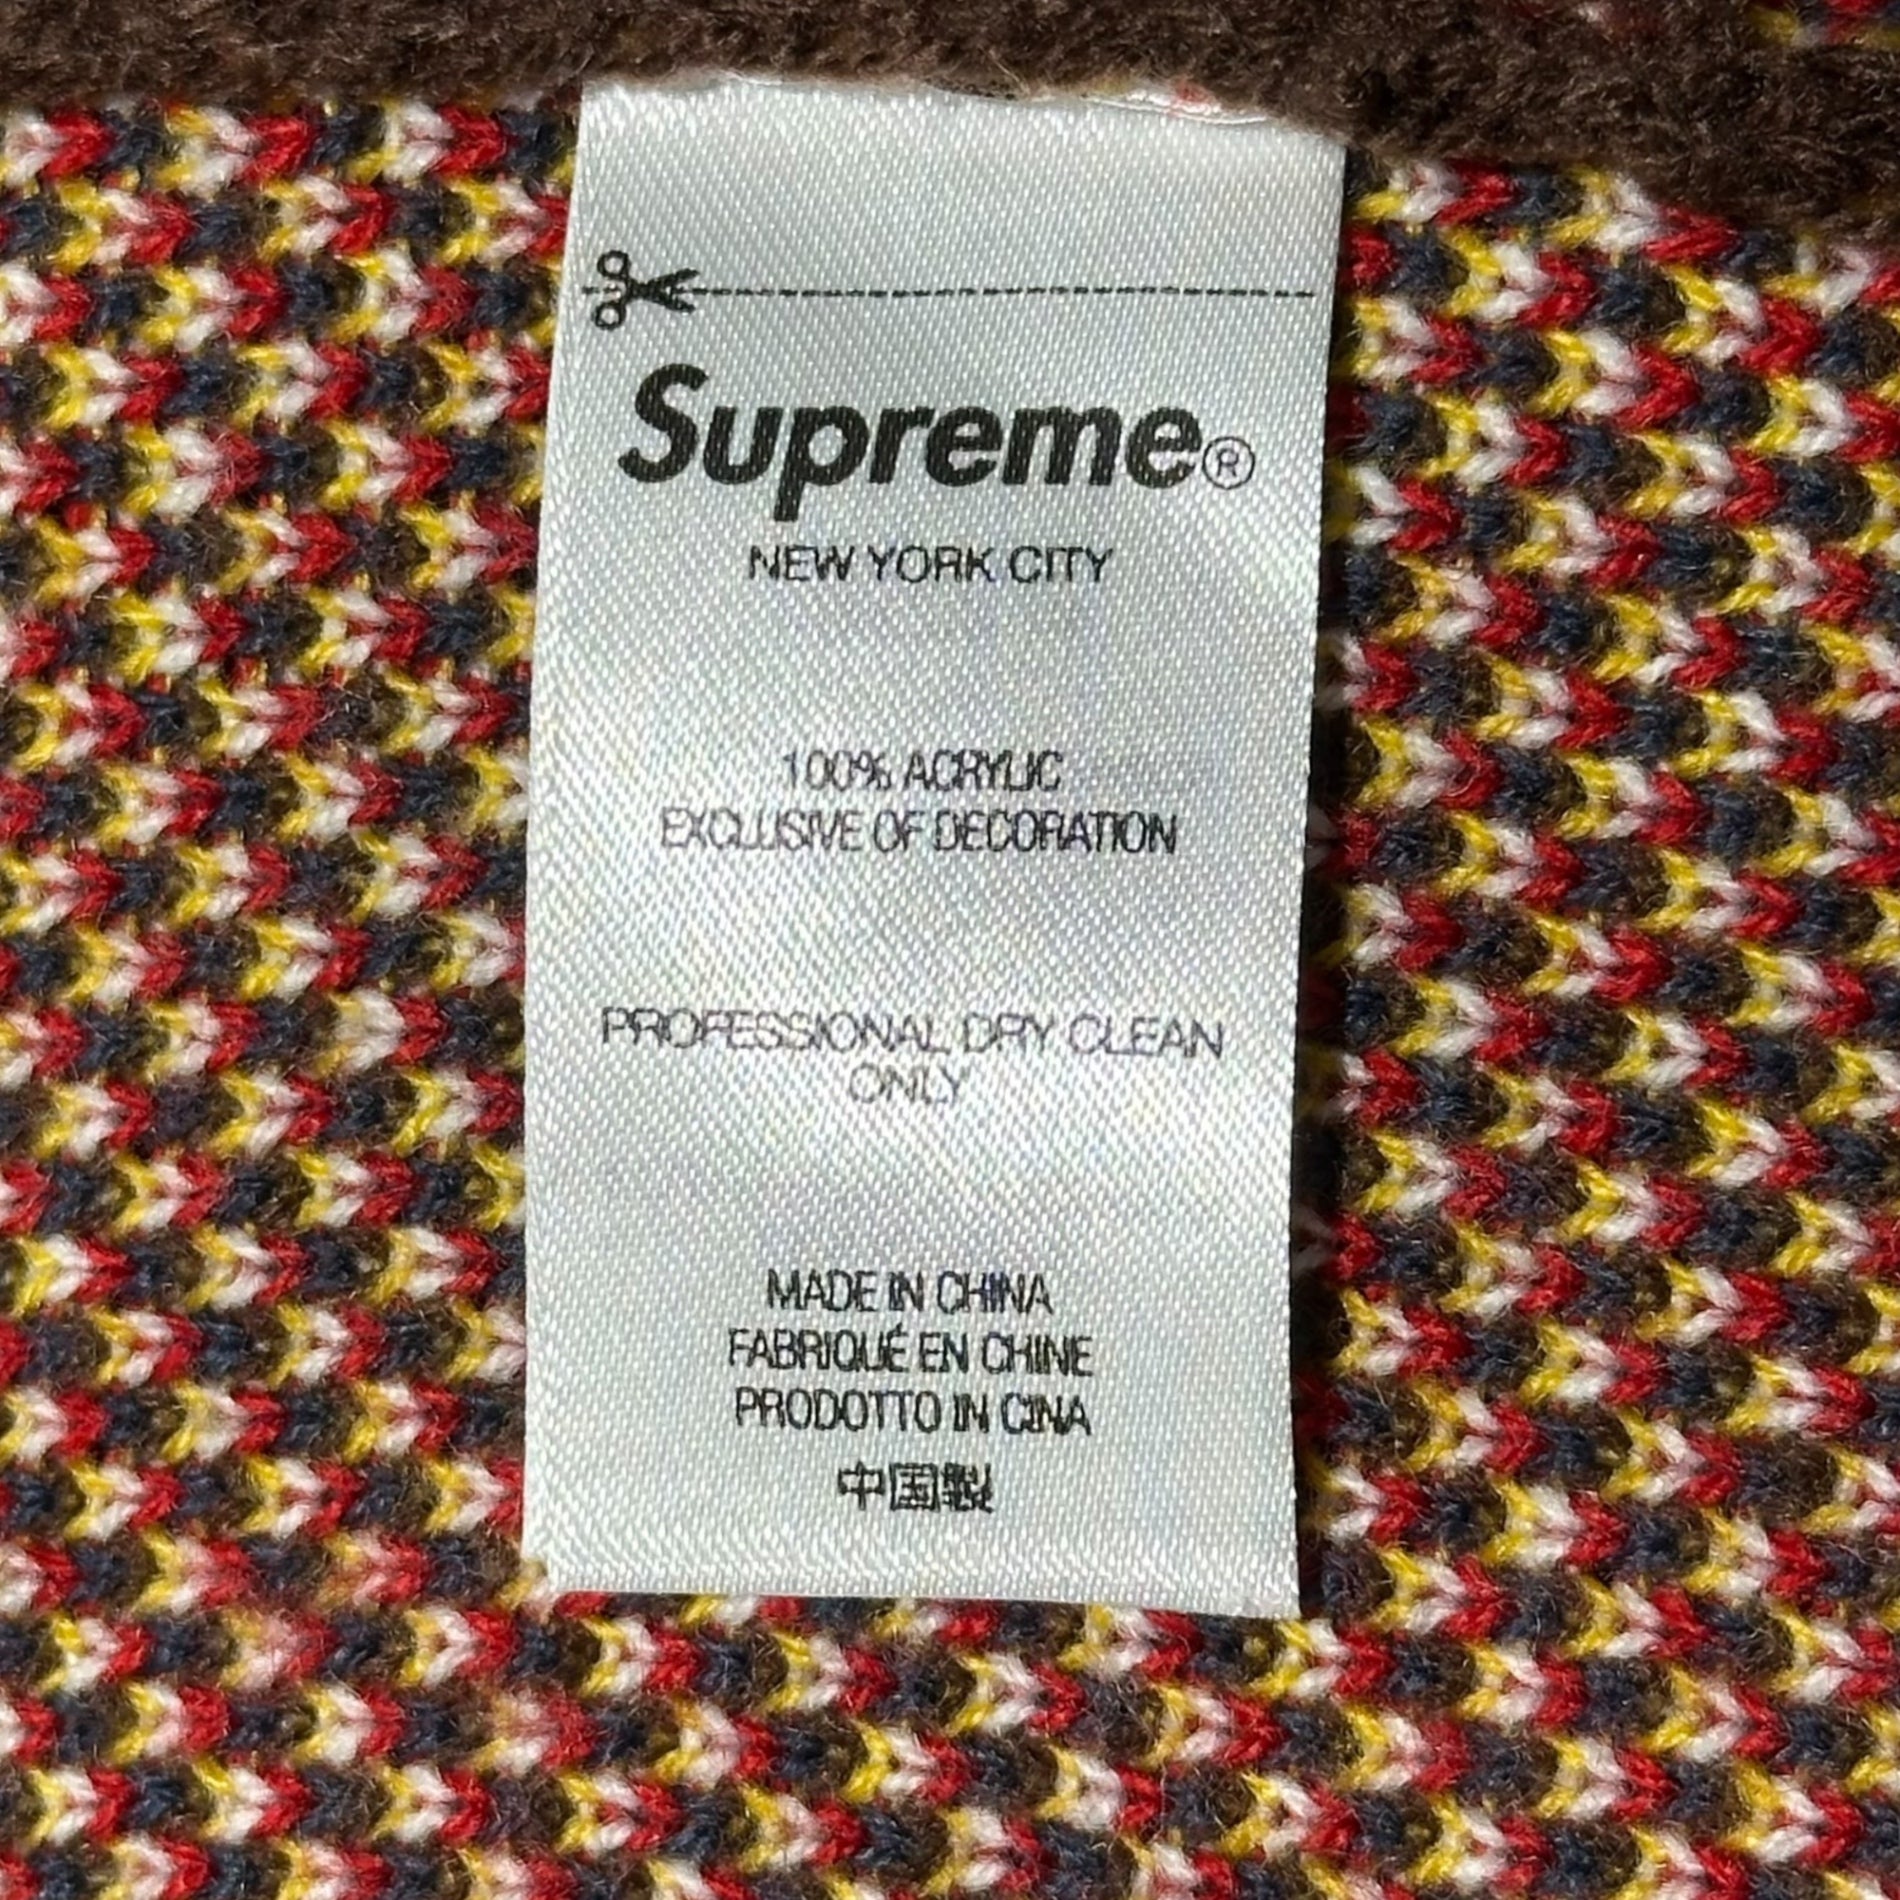 Supreme®
NEW YORK CITY
100% ACRYLIC
EXCLUSIVE OF DECORATION
PROFESSIONAL DRY CLEAN
ONLY
MADE IN CHINA
FABRIQUÉ EN CHINE
PRODOTTO IN CINA
中国製